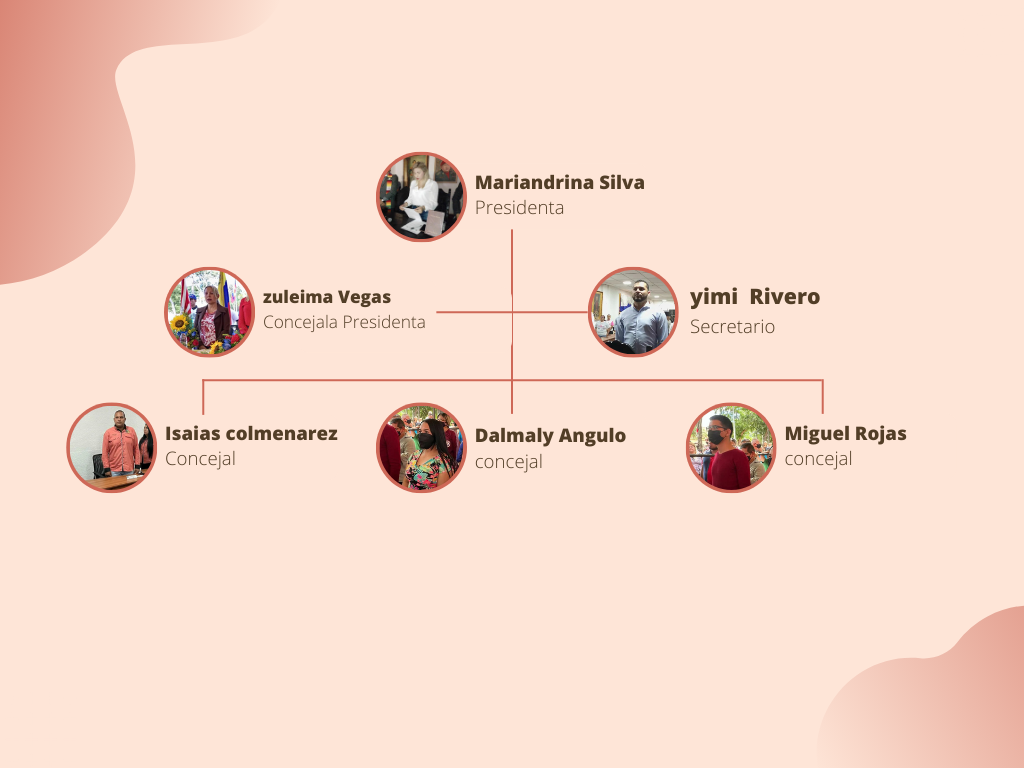 Mariandrina Silva
Presidenta
zuleima Vegas
Concejala Presidenta
yimi  Rivero
Secretario
Isaias colmenarez
Concejal
Dalmaly Angulo
concejal
Miguel Rojas
concejal